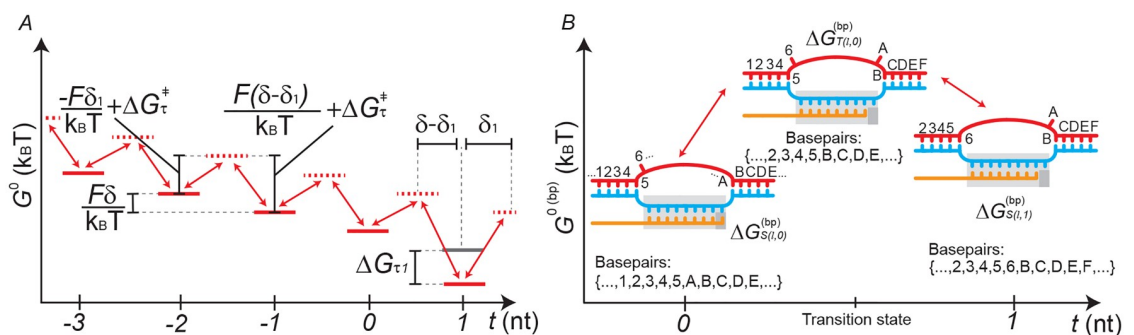 A
G⁰ (kBT)
-Fδ1
kBT
+ΔGτ‡
F(δ-δ1)
kBT
+ΔGτ‡
δ-δ1
δ1
Fδ
kBT
ΔGτ1
-3
-2
-1
0
1
t (nt)
B
G⁰ ⁽ᵇᵖ⁾ (kBT)
ΔG(bp)T(l,0)
6
A
1234
CDEF
5
B
Basepairs:
{...,2,3,4,5,B,C,D,E,...}
6...
...1234
...
BCDE...
5
A
ΔG(bp)S(l,0)
Basepairs:
{...,1,2,3,4,5,A,B,C,D,E,...}
A
2345
CDEF
6
B
ΔG(bp)S(l,1)
Basepairs:
{...,2,3,4,5,6,B,C,D,E,F,...}
0
Transition state
1
t (nt)